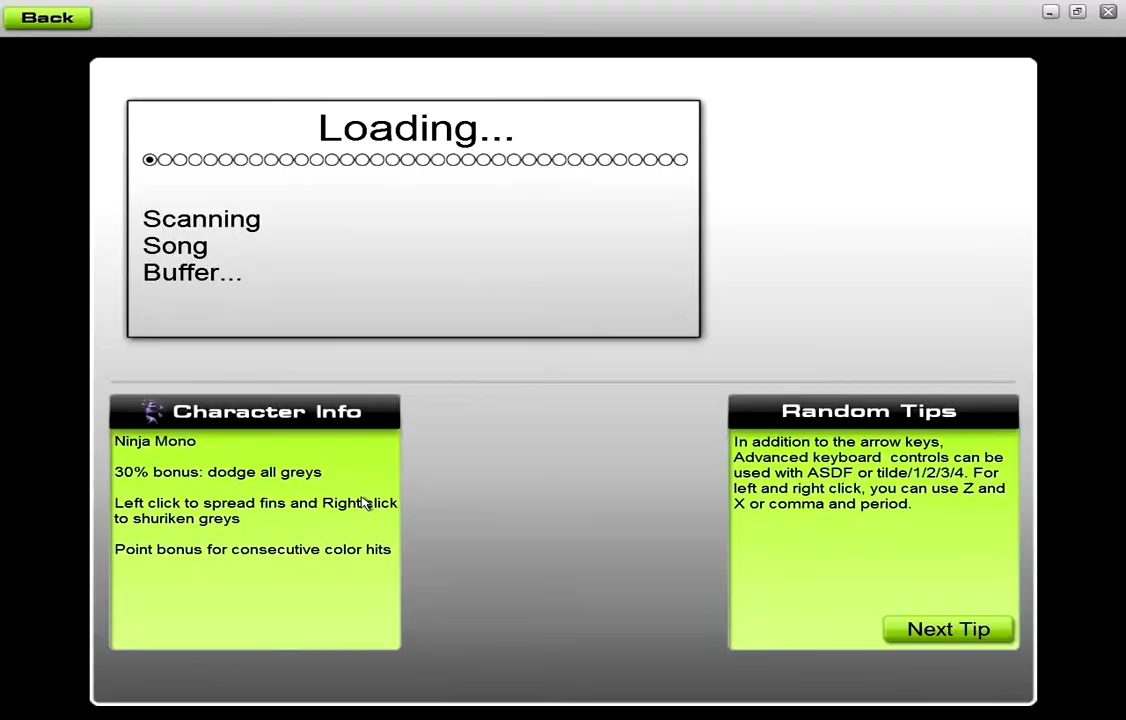 Back
Loading...
Scanning
Song
Buffer...
Character Info
Ninja Mono
30% bonus: dodge all greys
Left click to spread fins and Right click
to shuriken greys
Point bonus for consecutive color hits
Random Tips
In addition to the arrow keys,
Advanced keyboard  controls can be
used with ASDF or tilde/1/2/3/4. For
left and right click, you can use Z and
X or comma and period.
Next Tip